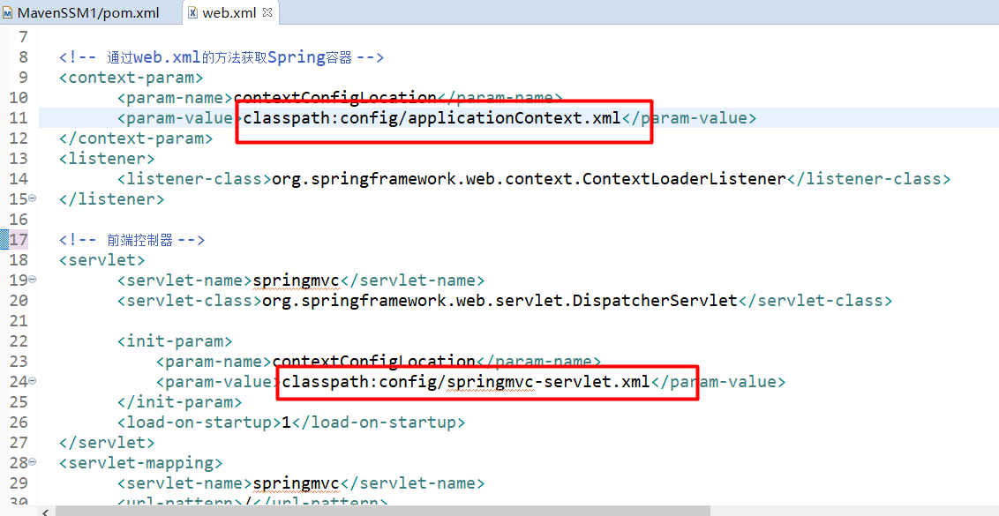 MavenSSM1/pom.xml web.xml
7
8 <!-- 通过web.xml的方法获取Spring容器 -->
9 <context-param>
10 <param-name>contextConfigLocation</param-name>
11 <param-value>classpath:config/applicationContext.xml</param-value>
12 </context-param>
13 <listener>
14 <listener-class>org.springframework.web.context.ContextLoaderListener</listener-class>
15 </listener>
16
17 <!-- 前端控制器 -->
18 <servlet>
19 <servlet-name>springmvc</servlet-name>
20 <servlet-class>org.springframework.web.servlet.DispatcherServlet</servlet-class>
21
22 <init-param>
23 <param-name>contextConfigLocation</param-name>
24 <param-value>classpath:config/springmvc-servlet.xml</param-value>
25 </init-param>
26 <load-on-startup>1</load-on-startup>
27 </servlet>
28 <servlet-mapping>
29 <servlet-name>springmvc</servlet-name>
30 <url-pattern>/</url-pattern>